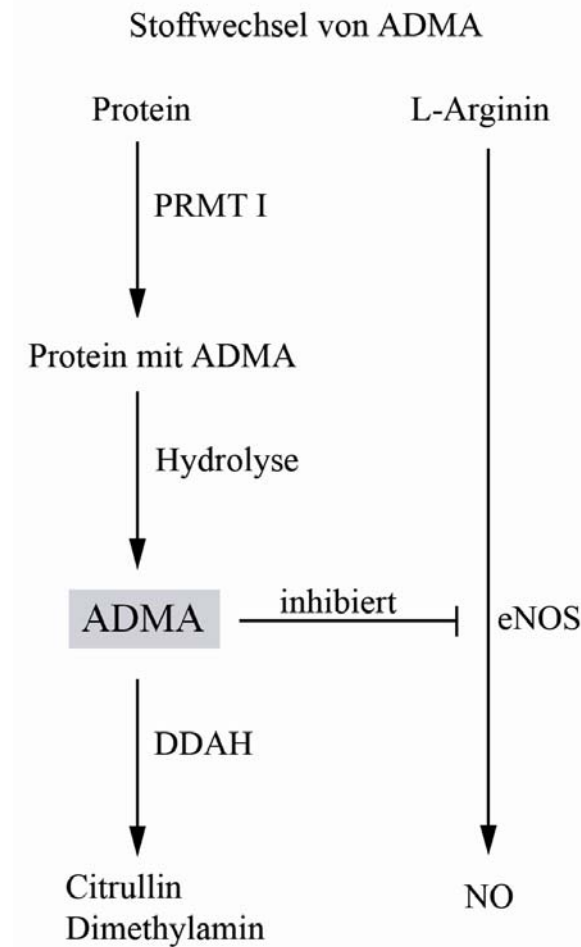 Stoffwechsel von ADMA
Protein
L-Arginin
PRMT I
Protein mit ADMA
Hydrolyse
ADMA
inhibiert
eNOS
DDAH
Citrullin
Dimethylamin
NO